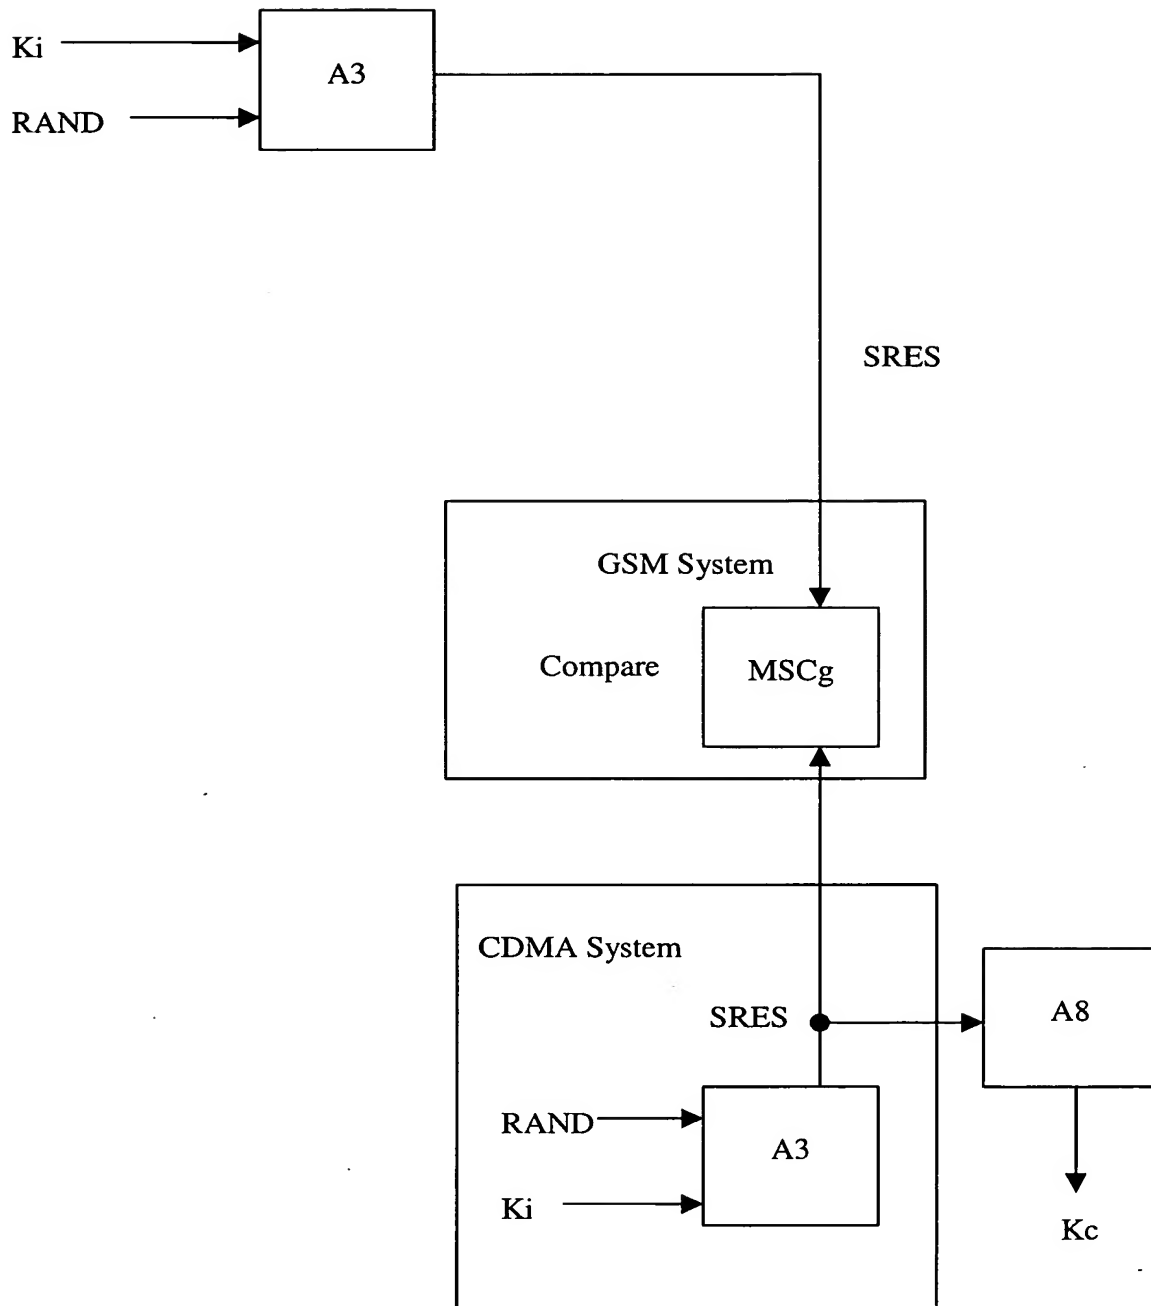 Ki
A3
RAND
SRES
GSM System
Compare
MSCg
CDMA System
SRES
A8
RAND
A3
Ki
Kc